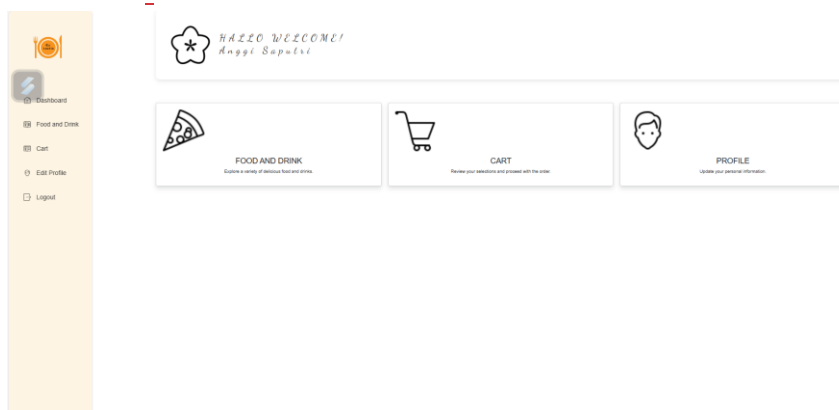 HALLO WELCOME!
Anggi Saputri
Dashboard
Food and Drink
Cart
Edit Profile
Logout
FOOD AND DRINK
Explore a variety of delicious food and drinks.
CART
Review your selections and proceed with the order.
PROFILE
Update your personal information.